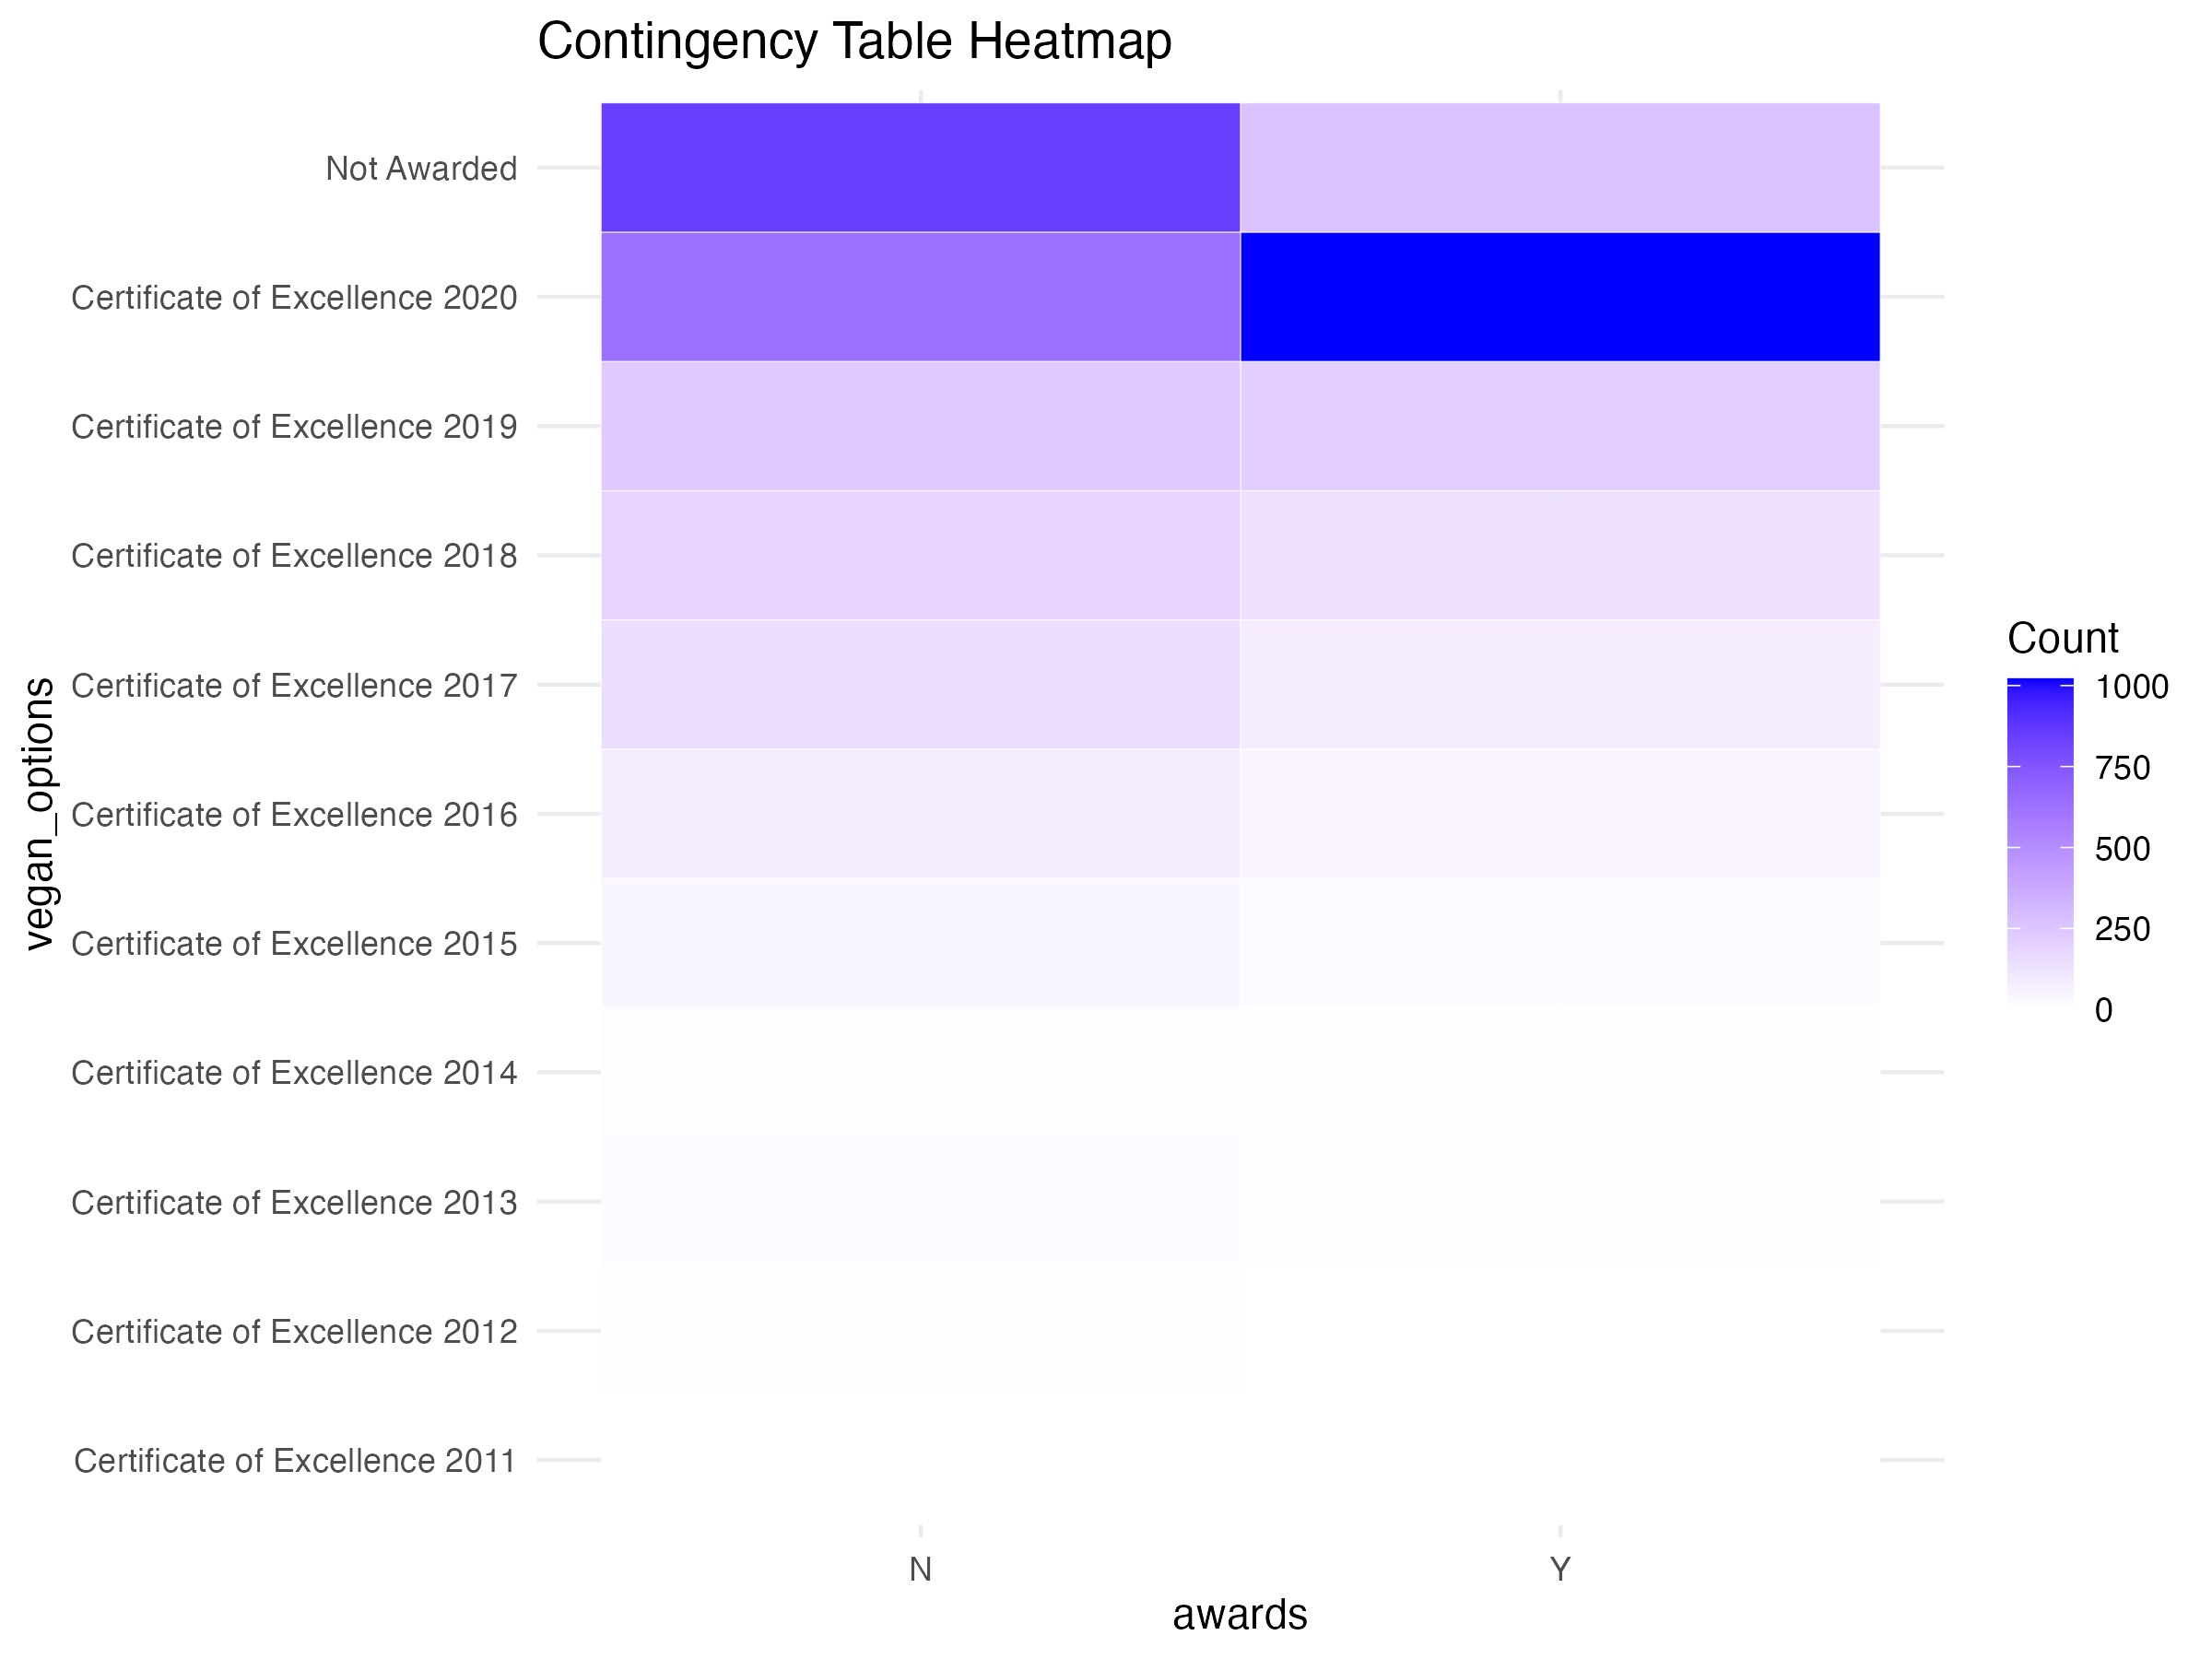 Contingency Table Heatmap
vegan_options
Not Awarded
Certificate of Excellence 2020
Certificate of Excellence 2019
Certificate of Excellence 2018
Certificate of Excellence 2017
Certificate of Excellence 2016
Certificate of Excellence 2015
Certificate of Excellence 2014
Certificate of Excellence 2013
Certificate of Excellence 2012
Certificate of Excellence 2011
N
Y
awards
Count
1000
750
500
250
0